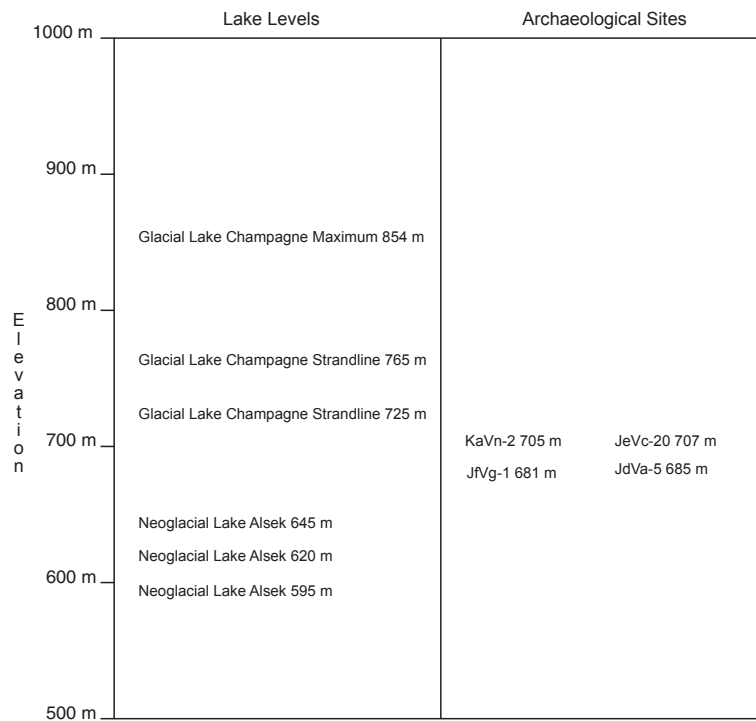 Lake Levels
Archaeological Sites
1000 m
900 m
Glacial Lake Champagne Maximum 854 m
800 m
Glacial Lake Champagne Strandline 765 m
Glacial Lake Champagne Strandline 725 m
700 m
KaVn-2 705 m
JeVc-20 707 m
JfVg-1 681 m
JdVa-5 685 m
Neoglacial Lake Alsek 645 m
Neoglacial Lake Alsek 620 m
600 m
Neoglacial Lake Alsek 595 m
500 m
Elevation